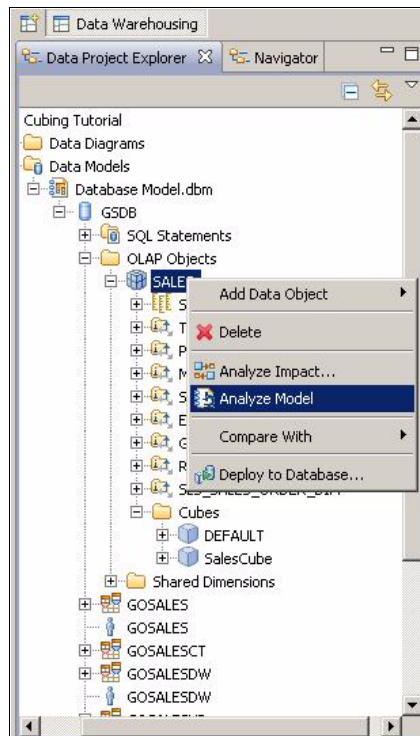 Data Warehousing
Data Project Explorer
Navigator
Cubing Tutorial
Data Diagrams
Data Models
Database Model.dbm
GSDB
SQL Statements
OLAP Objects
SALES
S
T
P
M
S
E
G
R
SLS_SALES_ORDER_DIM
Add Data Object
Delete
Analyze Impact...
Analyze Model
Compare With
Deploy to Database...
Cubes
DEFAULT
SalesCube
Shared Dimensions
GOSALES
GOSALES
GOSALESCT
GOSALESDW
GOSALESDW